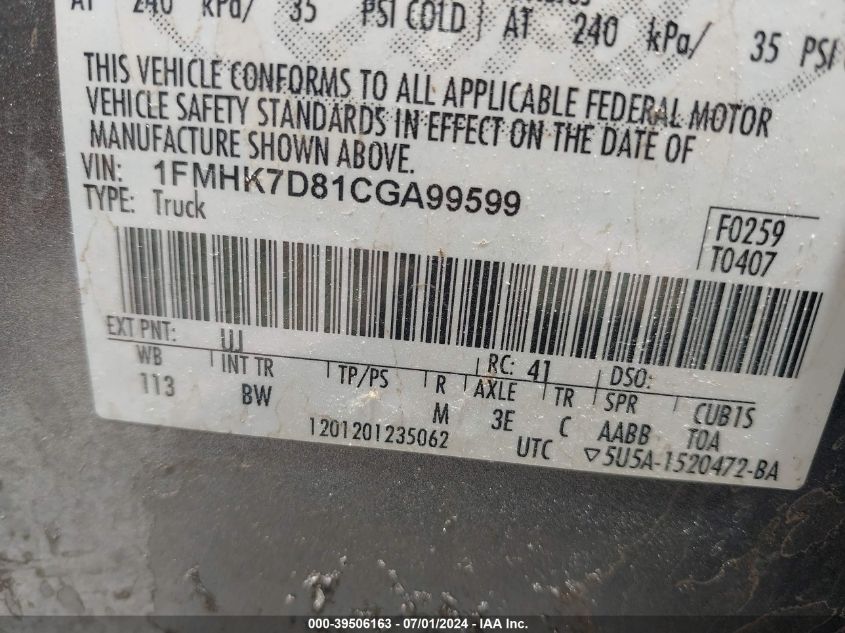 AT 240 kPa/ 35 PSI COLD AT 240 kPa/ 35 PSI
THIS VEHICLE CONFORMS TO ALL APPLICABLE FEDERAL MOTOR
VEHICLE SAFETY STANDARDS IN EFFECT ON THE DATE OF
MANUFACTURE SHOWN ABOVE.
VIN: 1FMHK7D81CGA99599
TYPE: Truck
F0259
T0407
EXT PNT: UJ RC: 41 DSO:
WB INT TR TP/PS R AXLE TR SPR CUB1S
113 BW M 3E C AABB TOA
1201201235062 UTC ▽5U5A-1520472-BA
000-39506163 - 07/01/2024 - IAA Inc.